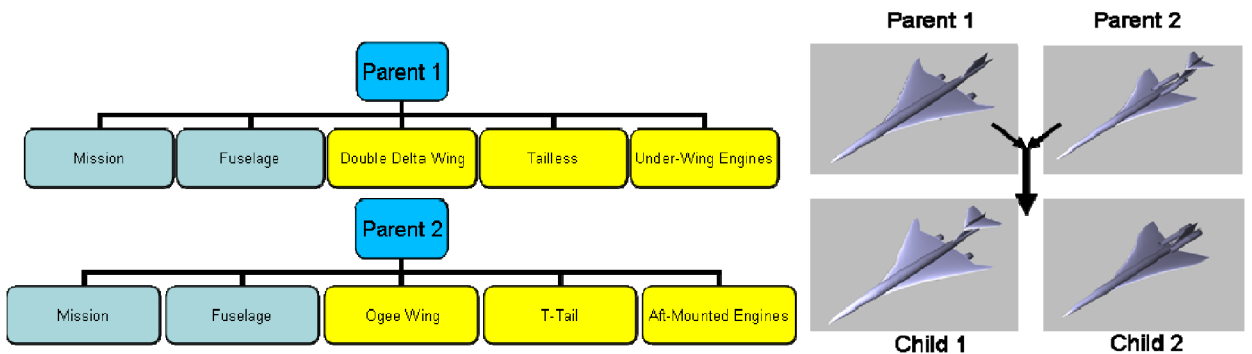 Parent 1
Mission
Fuselage
Double Delta Wing
Tailless
Under-Wing Engines
Parent 2
Mission
Fuselage
Ogee Wing
T-Tail
Aft-Mounted Engines
Parent 1
Parent 2
Child 1
Child 2